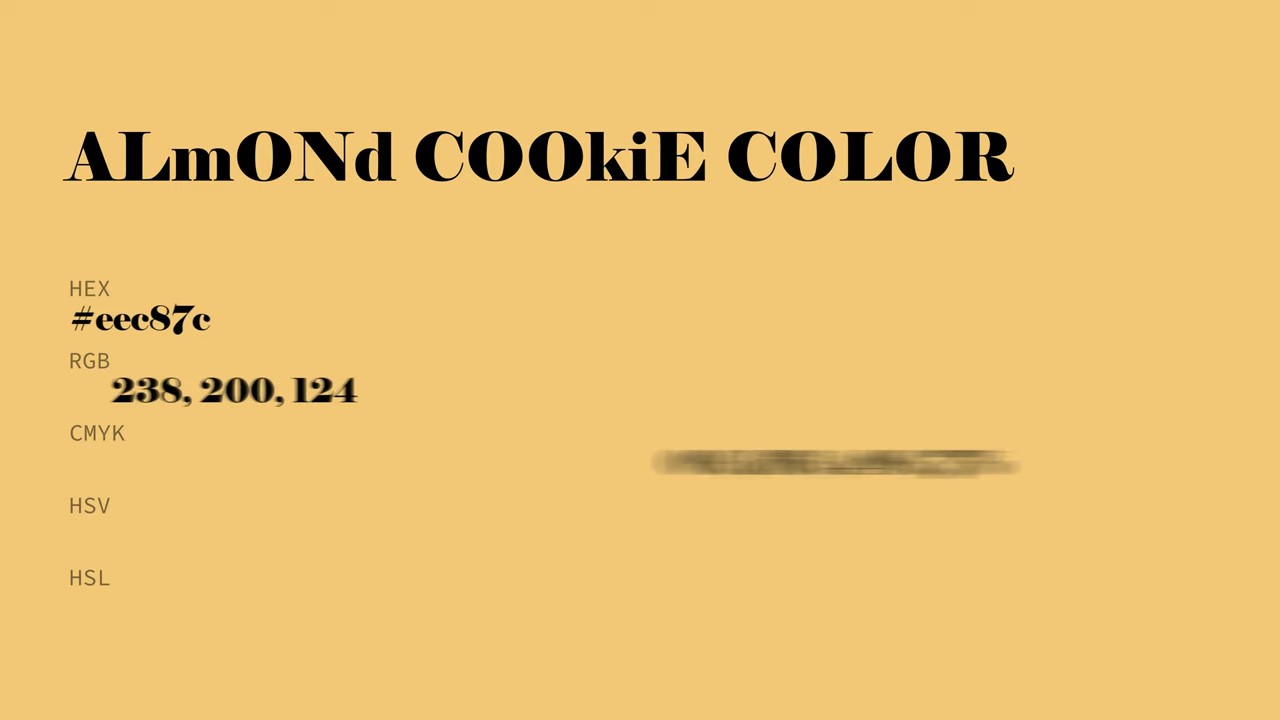 ALmONd COOkiE COLOR
HEX
#eec87c
RGB
238, 200, 124
CMYK
HSV
HSL